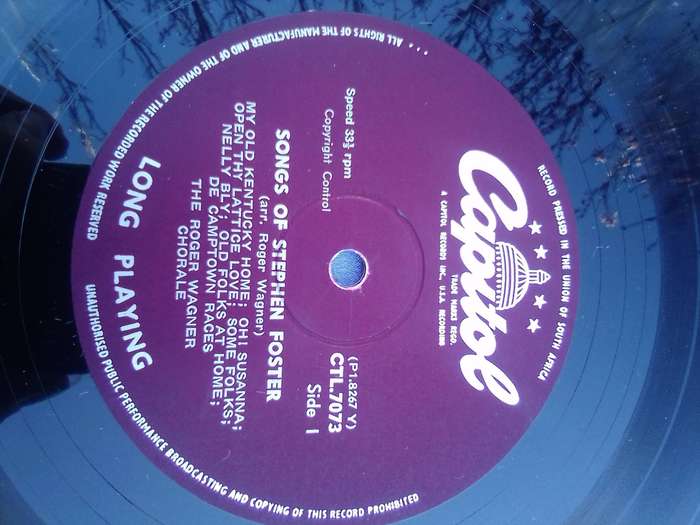 RECORD PRESSED IN THE UNION OF SOUTH AFRICA
Capitol
TRADE MARKS REGD.
A CAPITOL RECORDS INC., U.S.A. RECORDING
Speed 33⅓ rpm
Copyright Control
(P1.8267 Y)
CTL.7073
Side 1
SONGS OF STEPHEN FOSTER
(arr. Roger Wagner)
MY OLD KENTUCKY HOME; OH! SUSANNA;
OPEN THY LATTICE LOVE; SOME FOLKS;
NELLY BLY; OLD FOLKS AT HOME;
DE CAMPTOWN RACES
THE ROGER WAGNER
CHORALE
LONG PLAYING
... ALL RIGHTS OF THE MANUFACTURER AND OF THE OWNER OF THE RECORDED WORK RESERVED
UNAUTHORISED PUBLIC PERFORMANCE BROADCASTING AND COPYING OF THIS RECORD PROHIBITED